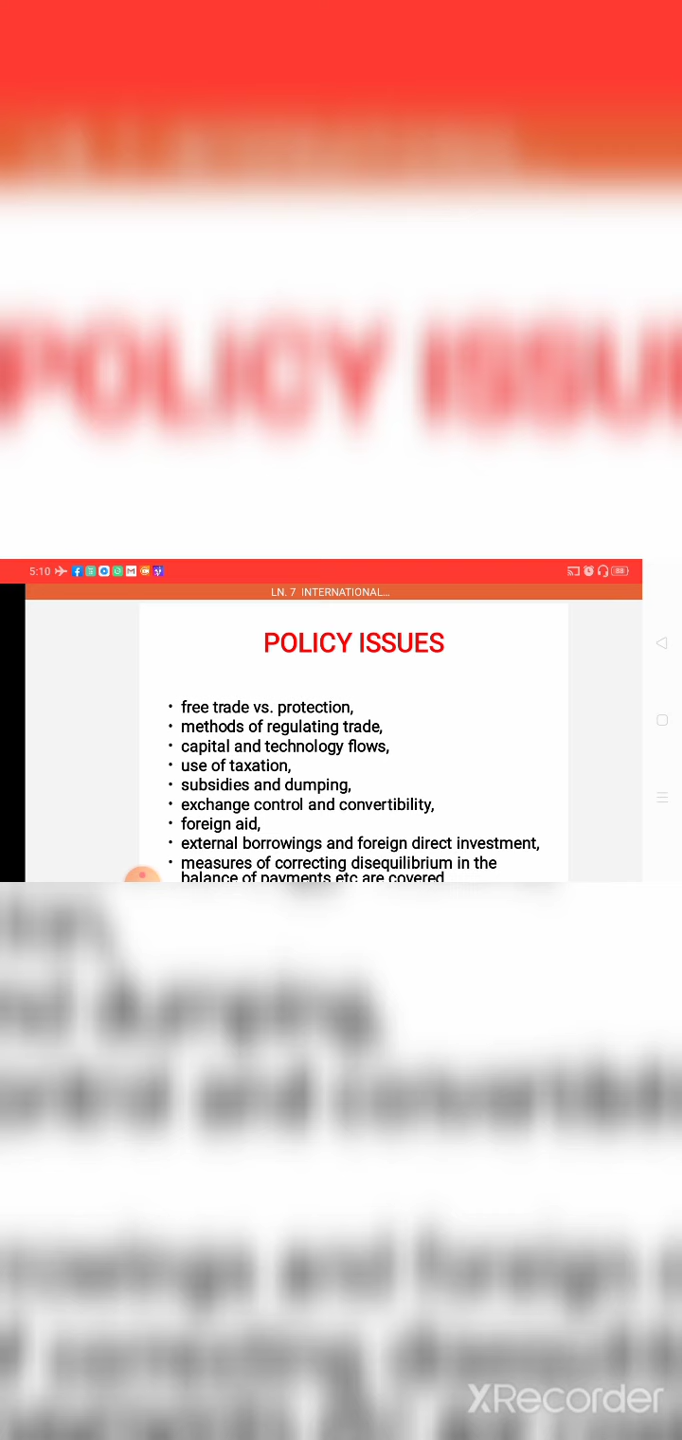 POLICY ISSUES
5:10
LN. 7 INTERNATIONAL...
POLICY ISSUES
• free trade vs. protection,
• methods of regulating trade,
• capital and technology flows,
• use of taxation,
• subsidies and dumping,
• exchange control and convertibility,
• foreign aid,
• external borrowings and foreign direct investment,
• measures of correcting disequilibrium in the
balance of payments etc are covered
XRecorder